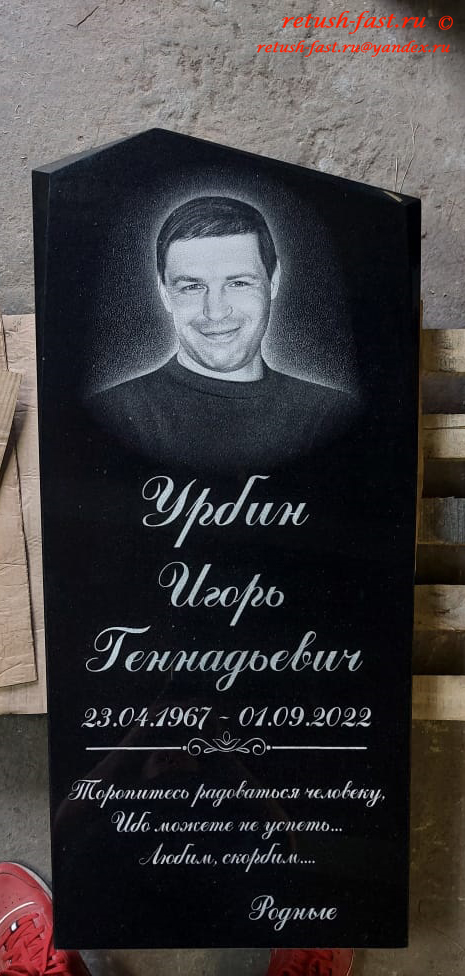 retush-fast.ru ©
retush-fast.ru@yandex.ru
Урбин
Игорь
Геннадьевич
23.04.1967 ~ 01.09.2022
Торопитесь радоваться человеку,
Ибо можете не успеть...
Любим, скорбим....
Родные